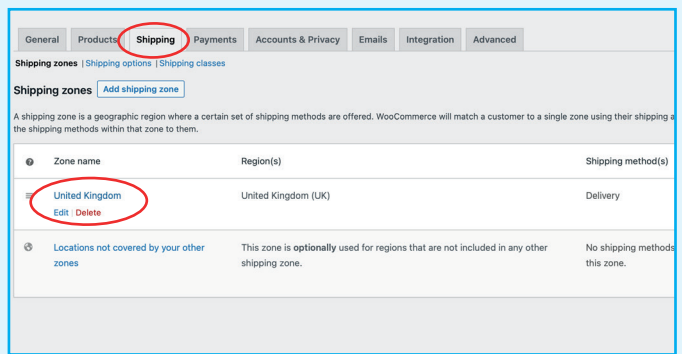 General Products Shipping Payments Accounts & Privacy Emails Integration Advanced
Shipping zones | Shipping options | Shipping classes
Shipping zones Add shipping zone
A shipping zone is a geographic region where a certain set of shipping methods are offered. WooCommerce will match a customer to a single zone using their shipping a
the shipping methods within that zone to them.
Zone name Region(s) Shipping method(s)
United Kingdom United Kingdom (UK) Delivery
Edit | Delete
Locations not covered by your other This zone is optionally used for regions that are not included in any other No shipping methods
zones shipping zone. this zone.